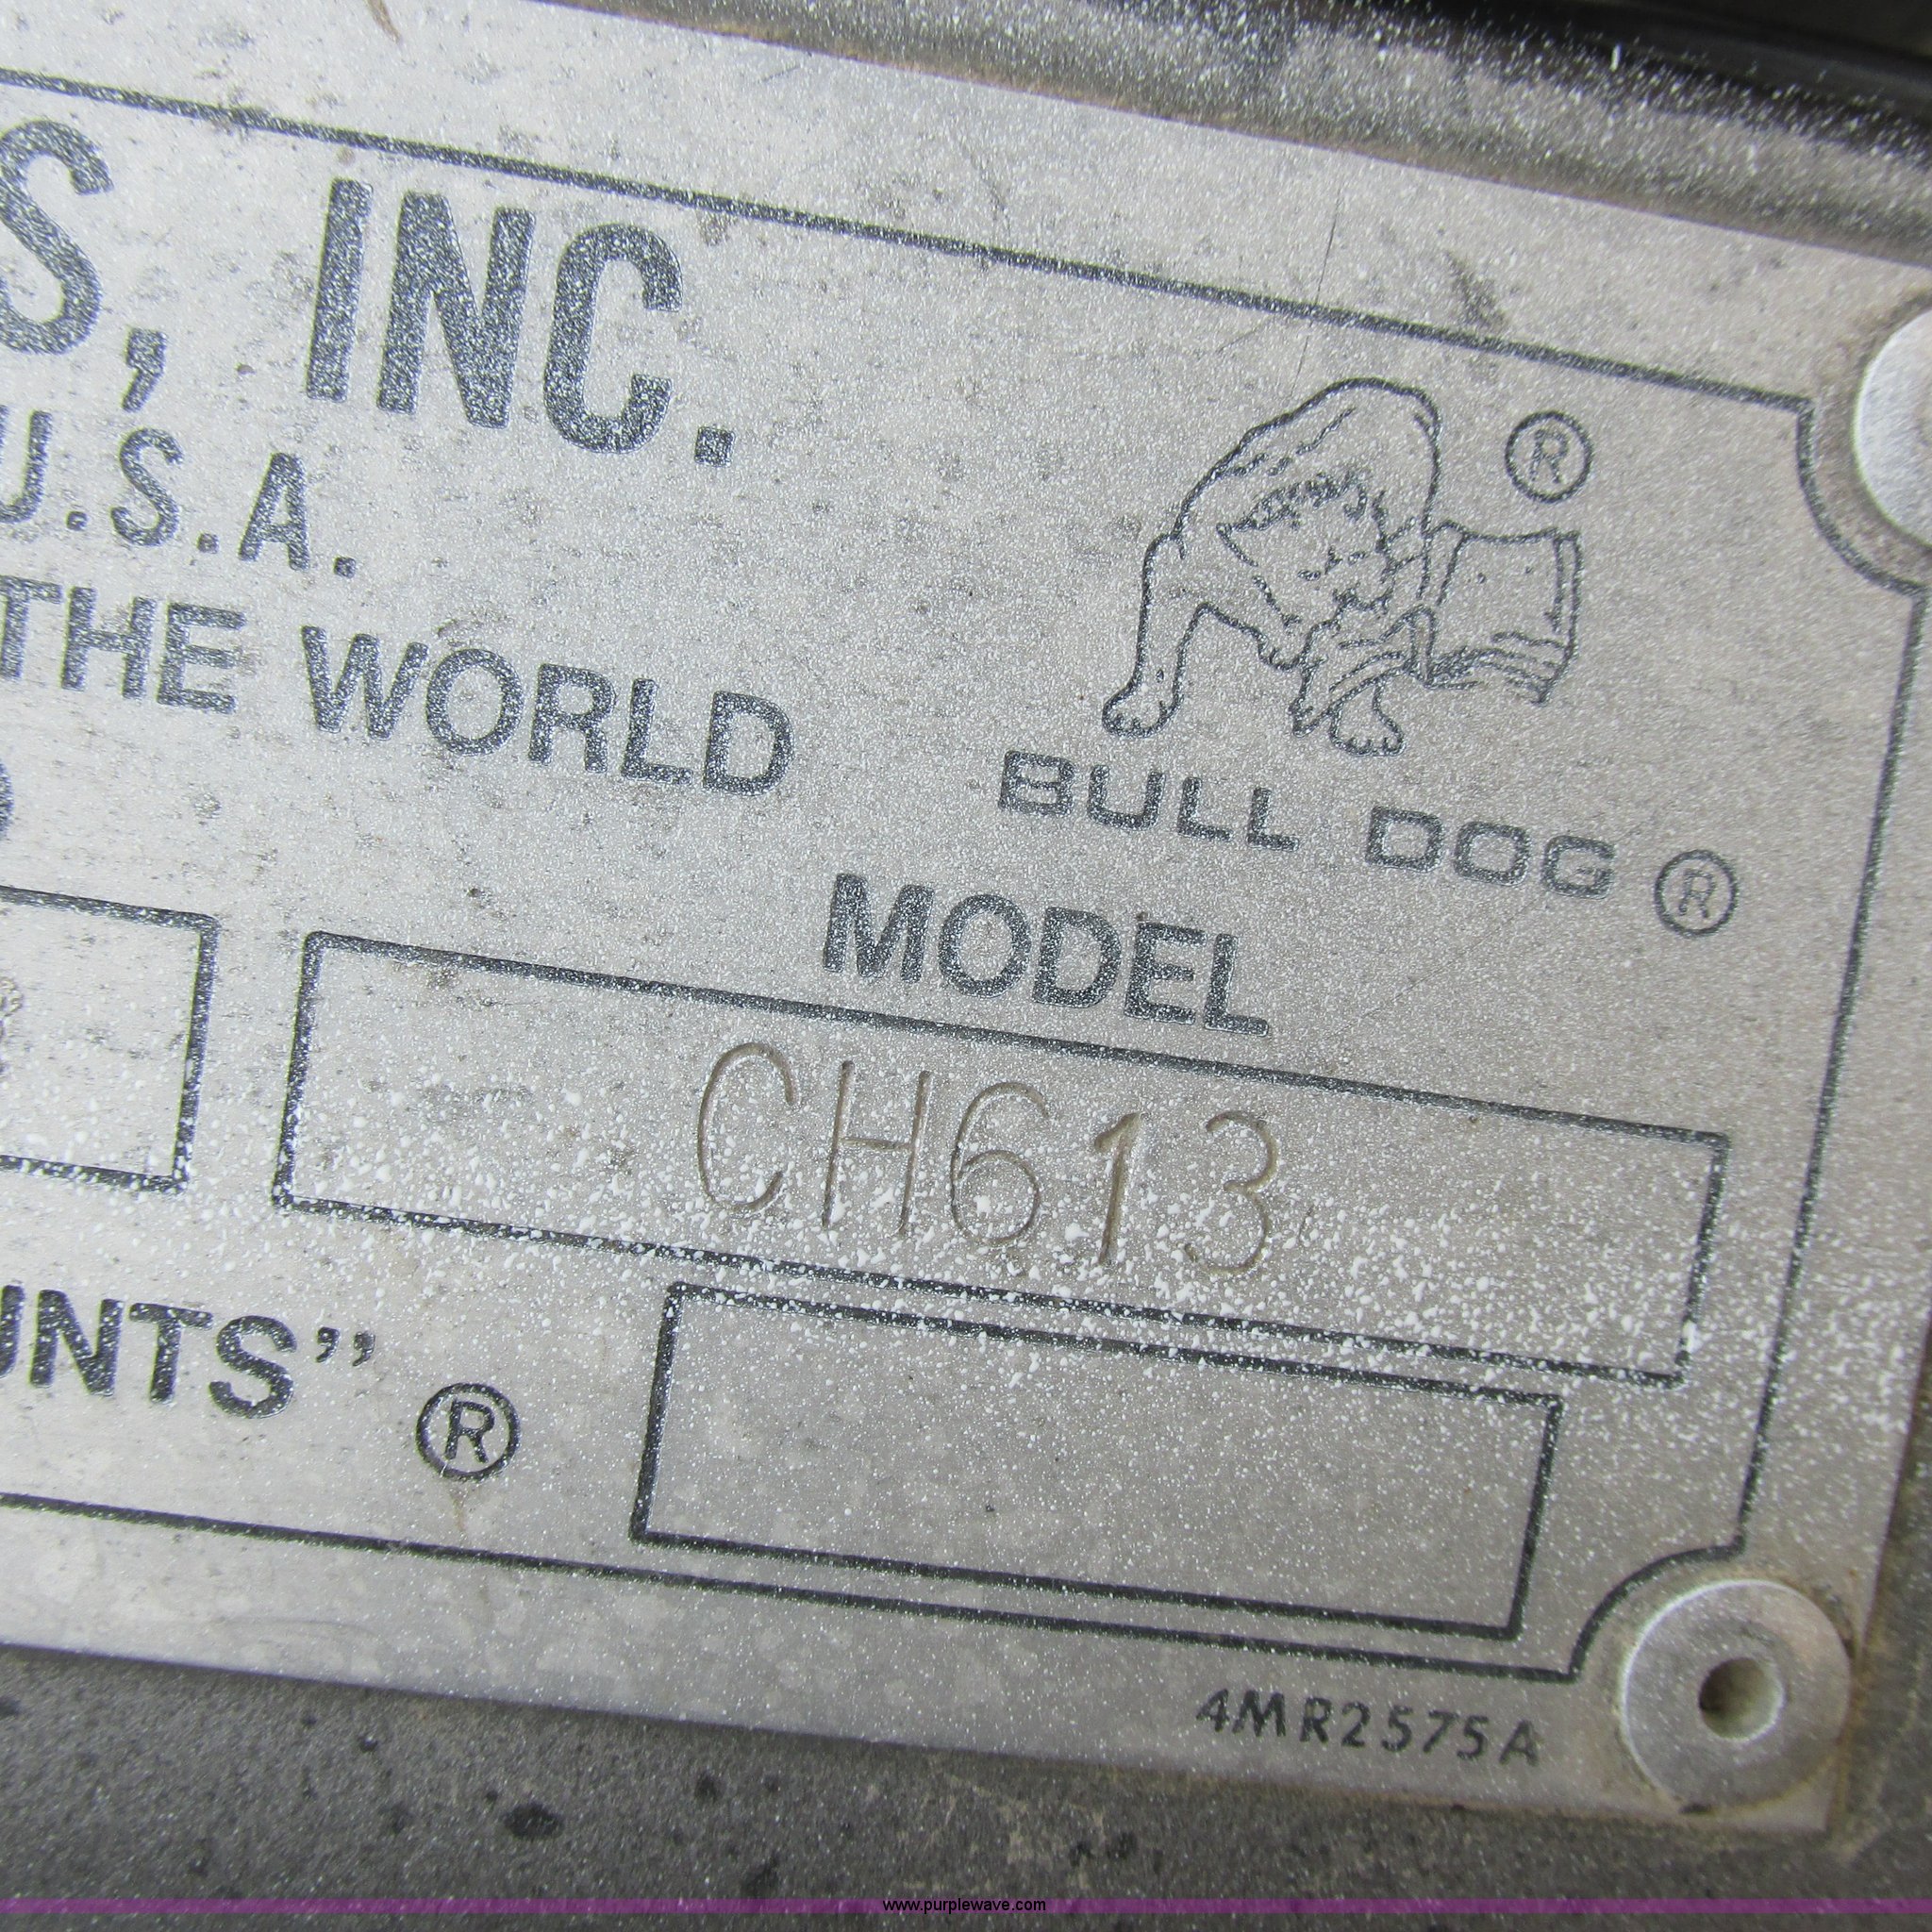 S, INC.
®
U.S.A.
THE WORLD
BULL DOG ®
MODEL
CH613
UNTS” ®
4MR2575A
www.purplewave.com